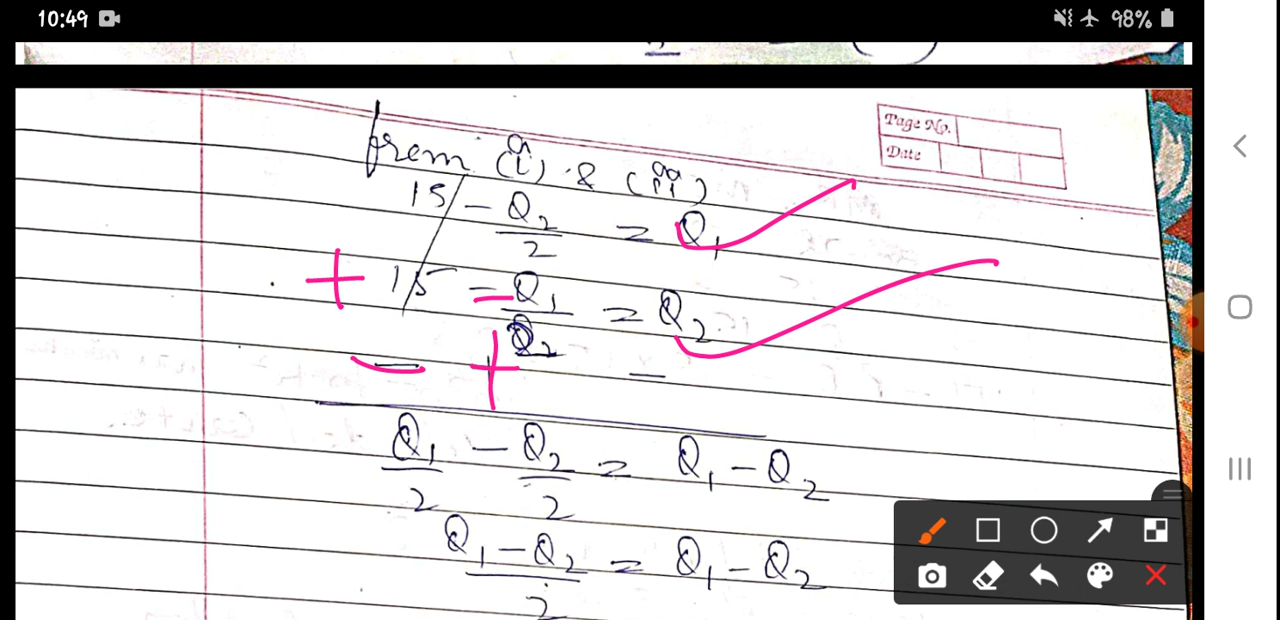 10:49
98%
Page No.
Date
from (i) & (ii)
15 - Q₂/2 = Q₁
+ 15 - Q₁/Q₂ = Q₂
- + -
Q₁/2 - Q₂/2 = Q₁ - Q₂
Q₁ - Q₂/2 = Q₁ - Q₂